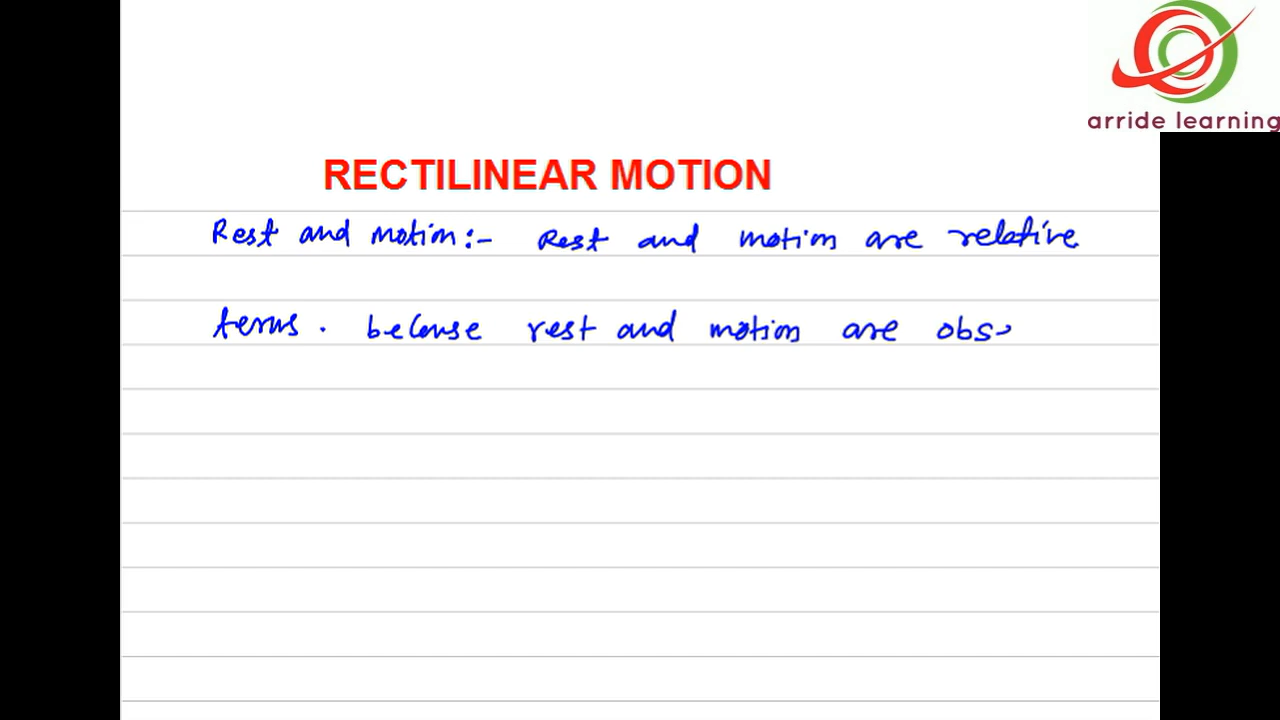 arride learning
RECTILINEAR MOTION
Rest and motion:- Rest and motion are relative
terms. because rest and motion are obs